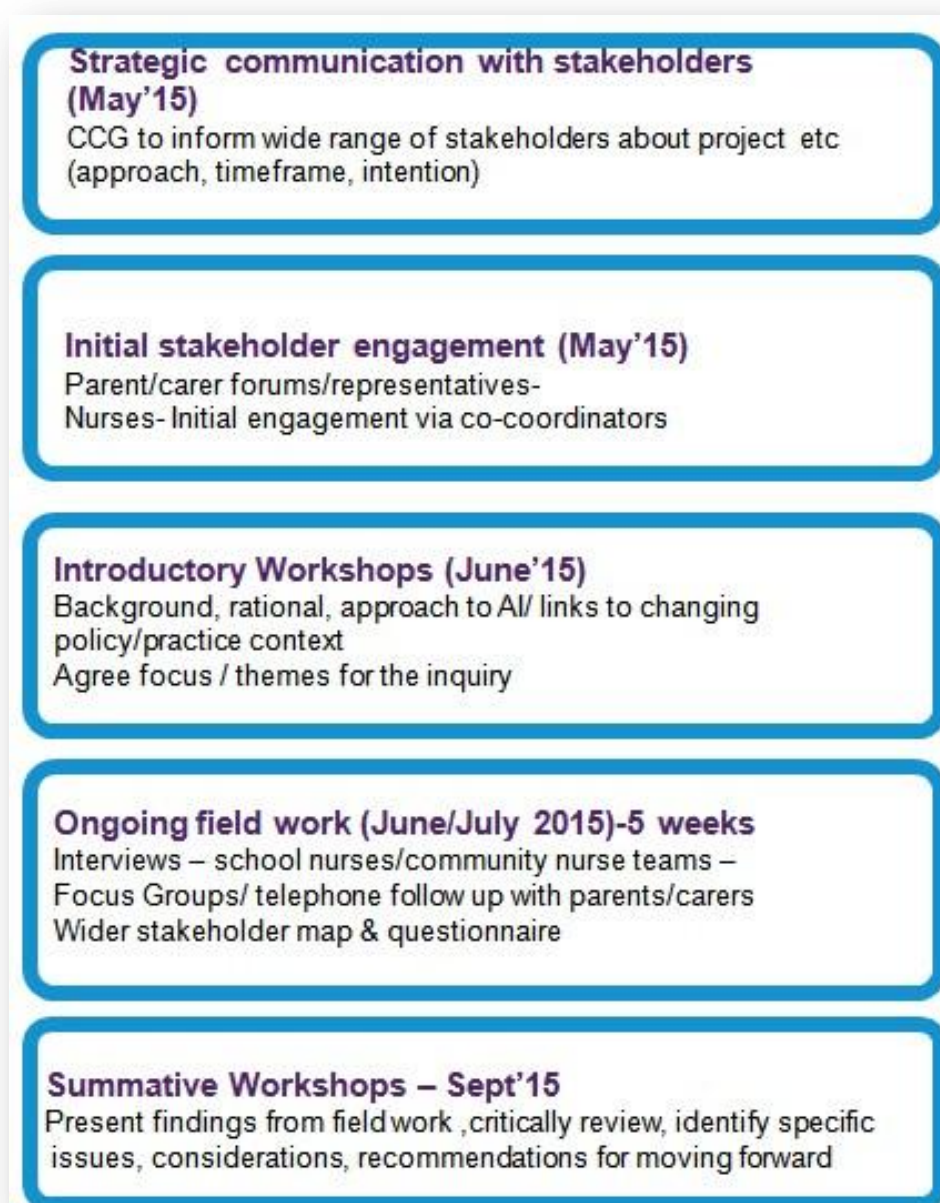 Strategic communication with stakeholders
(May'15)
CCG to inform wide range of stakeholders about project etc
(approach, timeframe, intention)
Initial stakeholder engagement (May'15)
Parent/carer forums/representatives-
Nurses- Initial engagement via co-coordinators
Introductory Workshops (June'15)
Background, rational, approach to AI/ links to changing
policy/practice context
Agree focus / themes for the inquiry
Ongoing field work (June/July 2015)-5 weeks
Interviews – school nurses/community nurse teams –
Focus Groups/ telephone follow up with parents/carers
Wider stakeholder map & questionnaire
Summative Workshops – Sept'15
Present findings from field work ,critically review, identify specific
issues, considerations, recommendations for moving forward